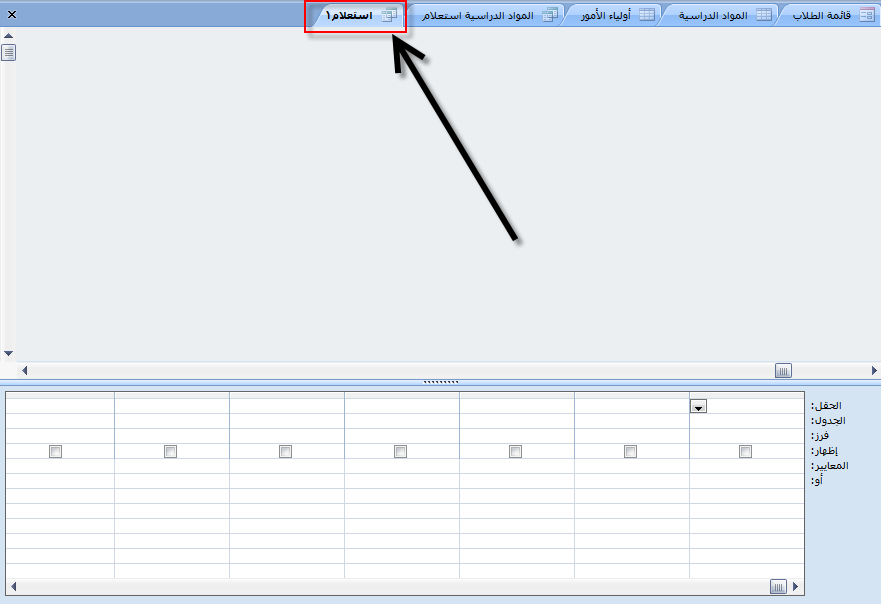 قائمة الطلاب
المواد الدراسية
أولياء الأمور
المواد الدراسية استعلام
استعلام١
الحقل:
الجدول:
فرز:
إظهار:
المعايير:
أو: